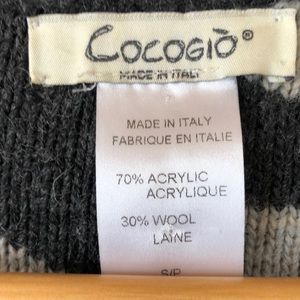 COCOGIÒ®
MADE IN ITALY
MADE IN ITALY
FABRIQUE EN ITALIE
70% ACRYLIC
ACRYLIQUE
30% WOOL
LAINE
S/P